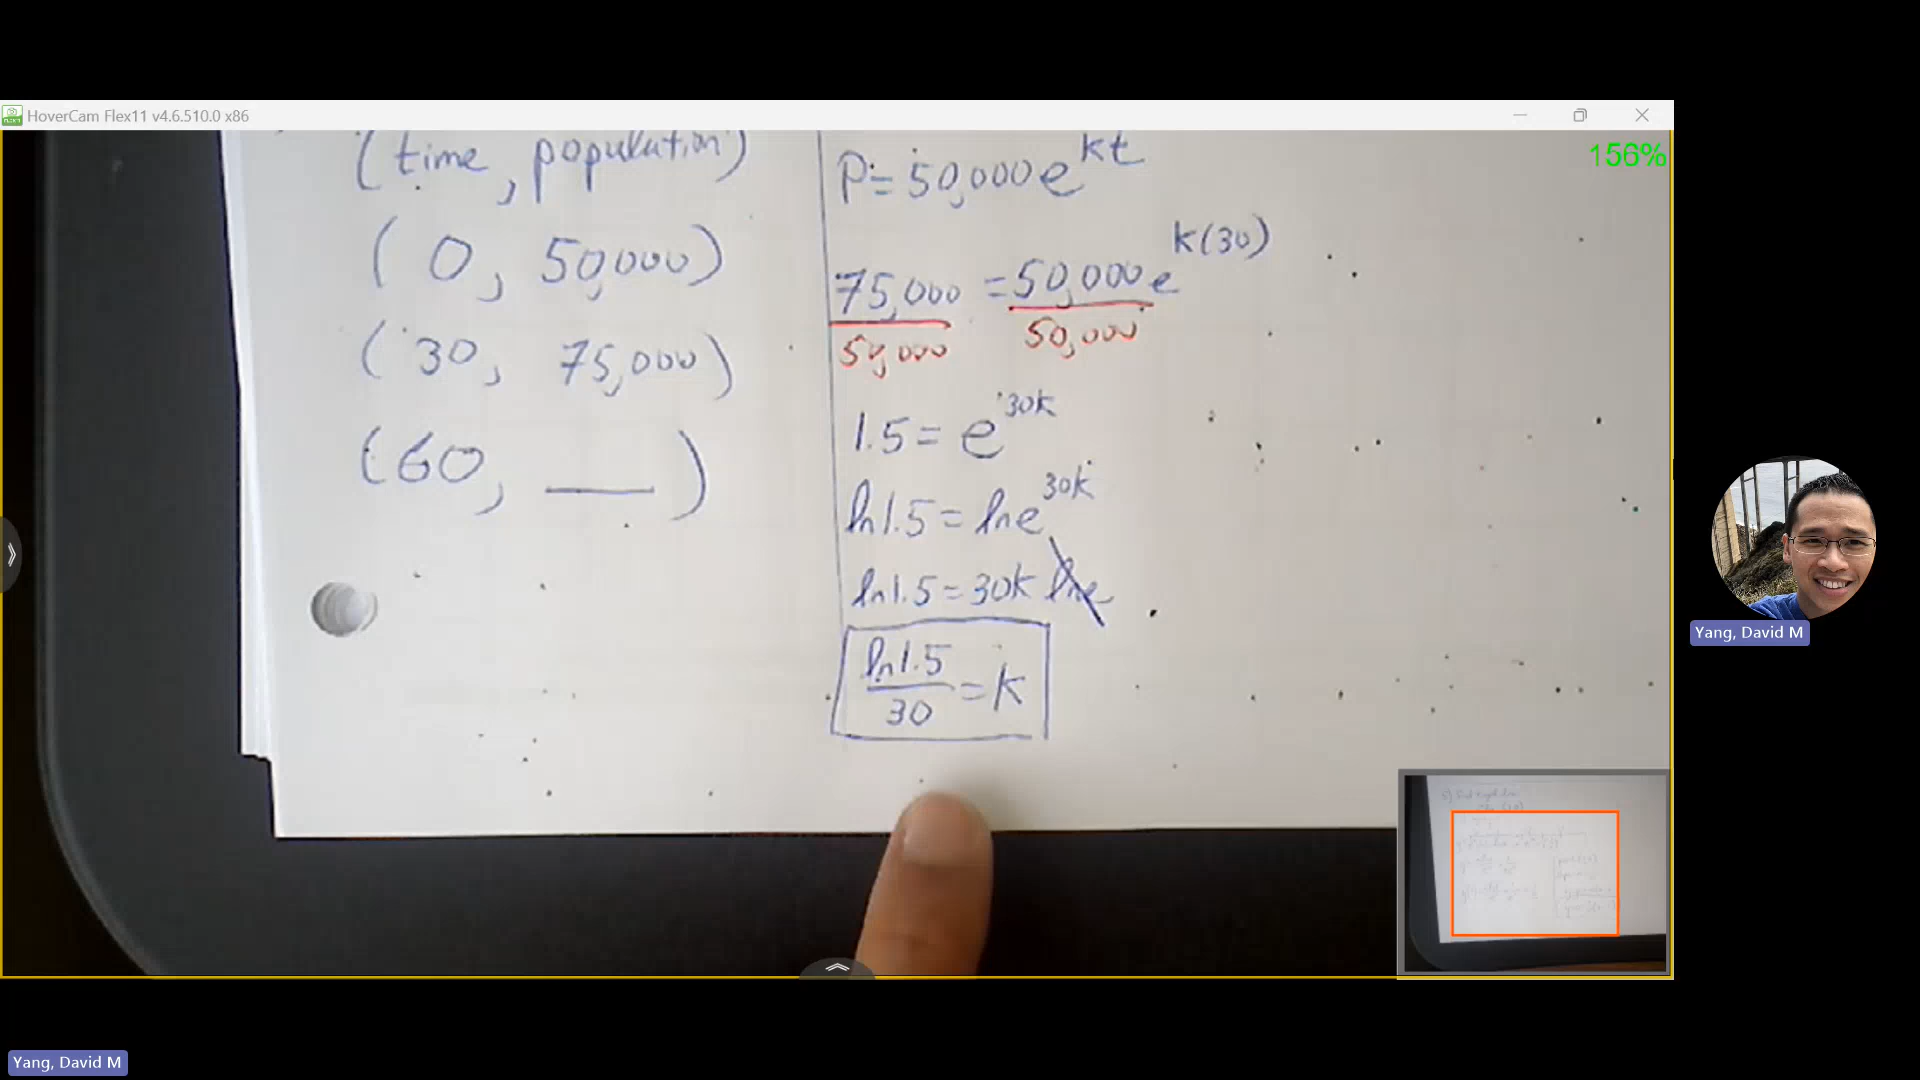 HoverCam Flex11 v4.6.510.0 x86
156%
(time, population)
(0, 50,000)
(30, 75,000)
(60, ___)
P = 50,000e^{kt}
75,000 = 50,000e^{k(30)}
50,000 50,000
1.5 = e^{30k}
ln1.5 = lne^{30k}
ln1.5 = 30k lne
ln1.5
30 = k
Yang, David M
Yang, David M